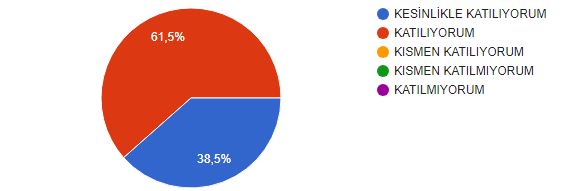 61,5%
38,5%
KESİNLİKLE KATILIYORUM
KATILIYORUM
KISMEN KATILIYORUM
KISMEN KATILMIYORUM
KATILMIYORUM